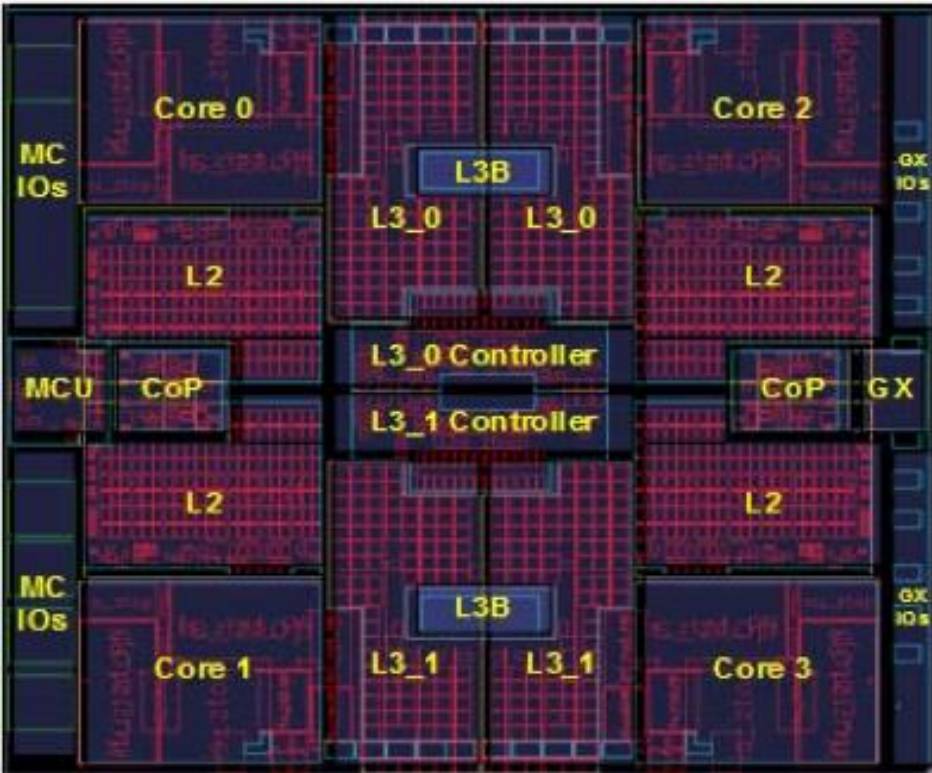 Core 0
Core 2
MC
IOs
L3B
GX
IOs
L3_0
L3_0
L2
L2
L3_0 Controller
MCU
CoP
CoP
GX
L3_1 Controller
L2
L2
MC
IOs
L3B
GX
IOs
Core 1
L3_1
L3_1
Core 3